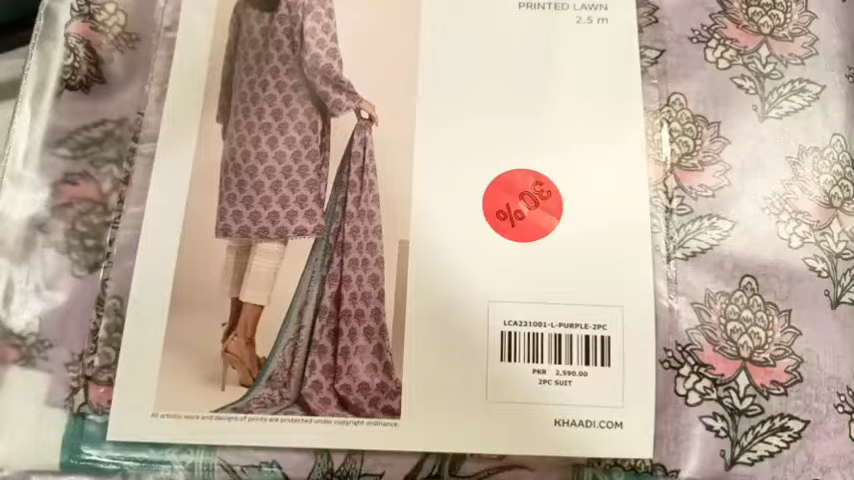 PRINTED LAWN
2.5 m
30%
LCA231001-L-PURPLE-2PC
PKR 2,590.00
2PC SUIT
KHAADI.COM
All artistic work and designs of prints are protected under copyright ordinance.